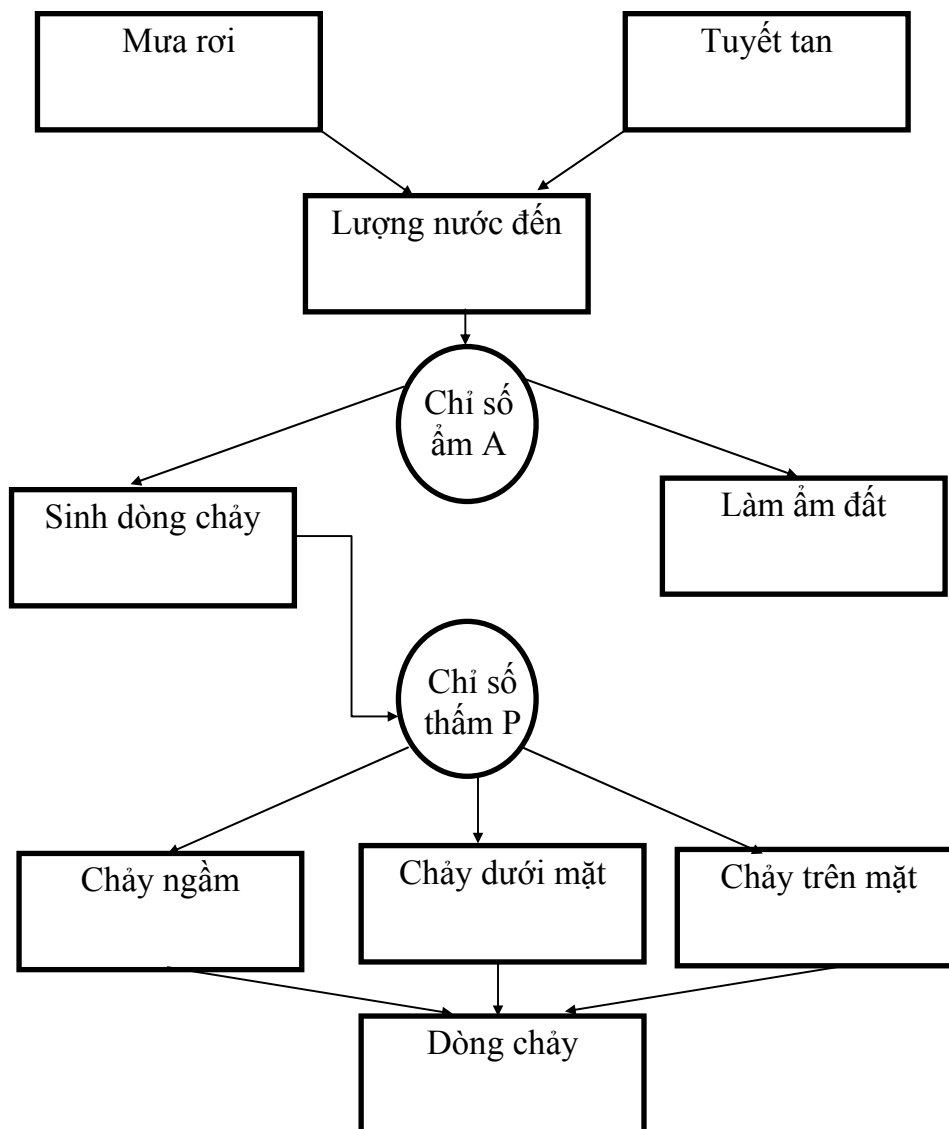 Mưa rơi
Tuyết tan
Lượng nước đến
Chỉ số
ẩm A
Sinh dòng chảy
Làm ẩm đất
Chỉ số
thấm P
Chảy ngầm
Chảy dưới mặt
Chảy trên mặt
Dòng chảy